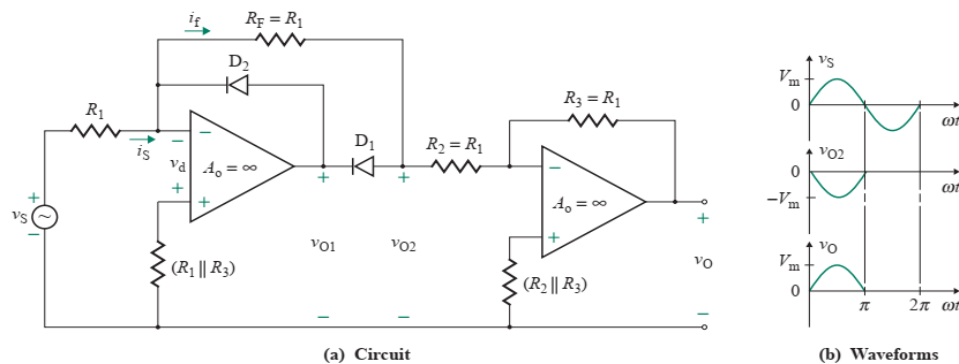 i_f
R_F = R_1
D_2
R_1
i_S
−
v_d
+
+
A_o = ∞
+
v_S
−
(R_1 || R_3)
+
v_O1
−
D_1
+
v_O2
−
R_2 = R_1
R_3 = R_1
−
A_o = ∞
+
(R_2 || R_3)
+
v_O
−
(a) Circuit
v_S
V_m
0
ωt
v_O2
0
ωt
−V_m
v_O
V_m
0
π
2π
ωt
(b) Waveforms